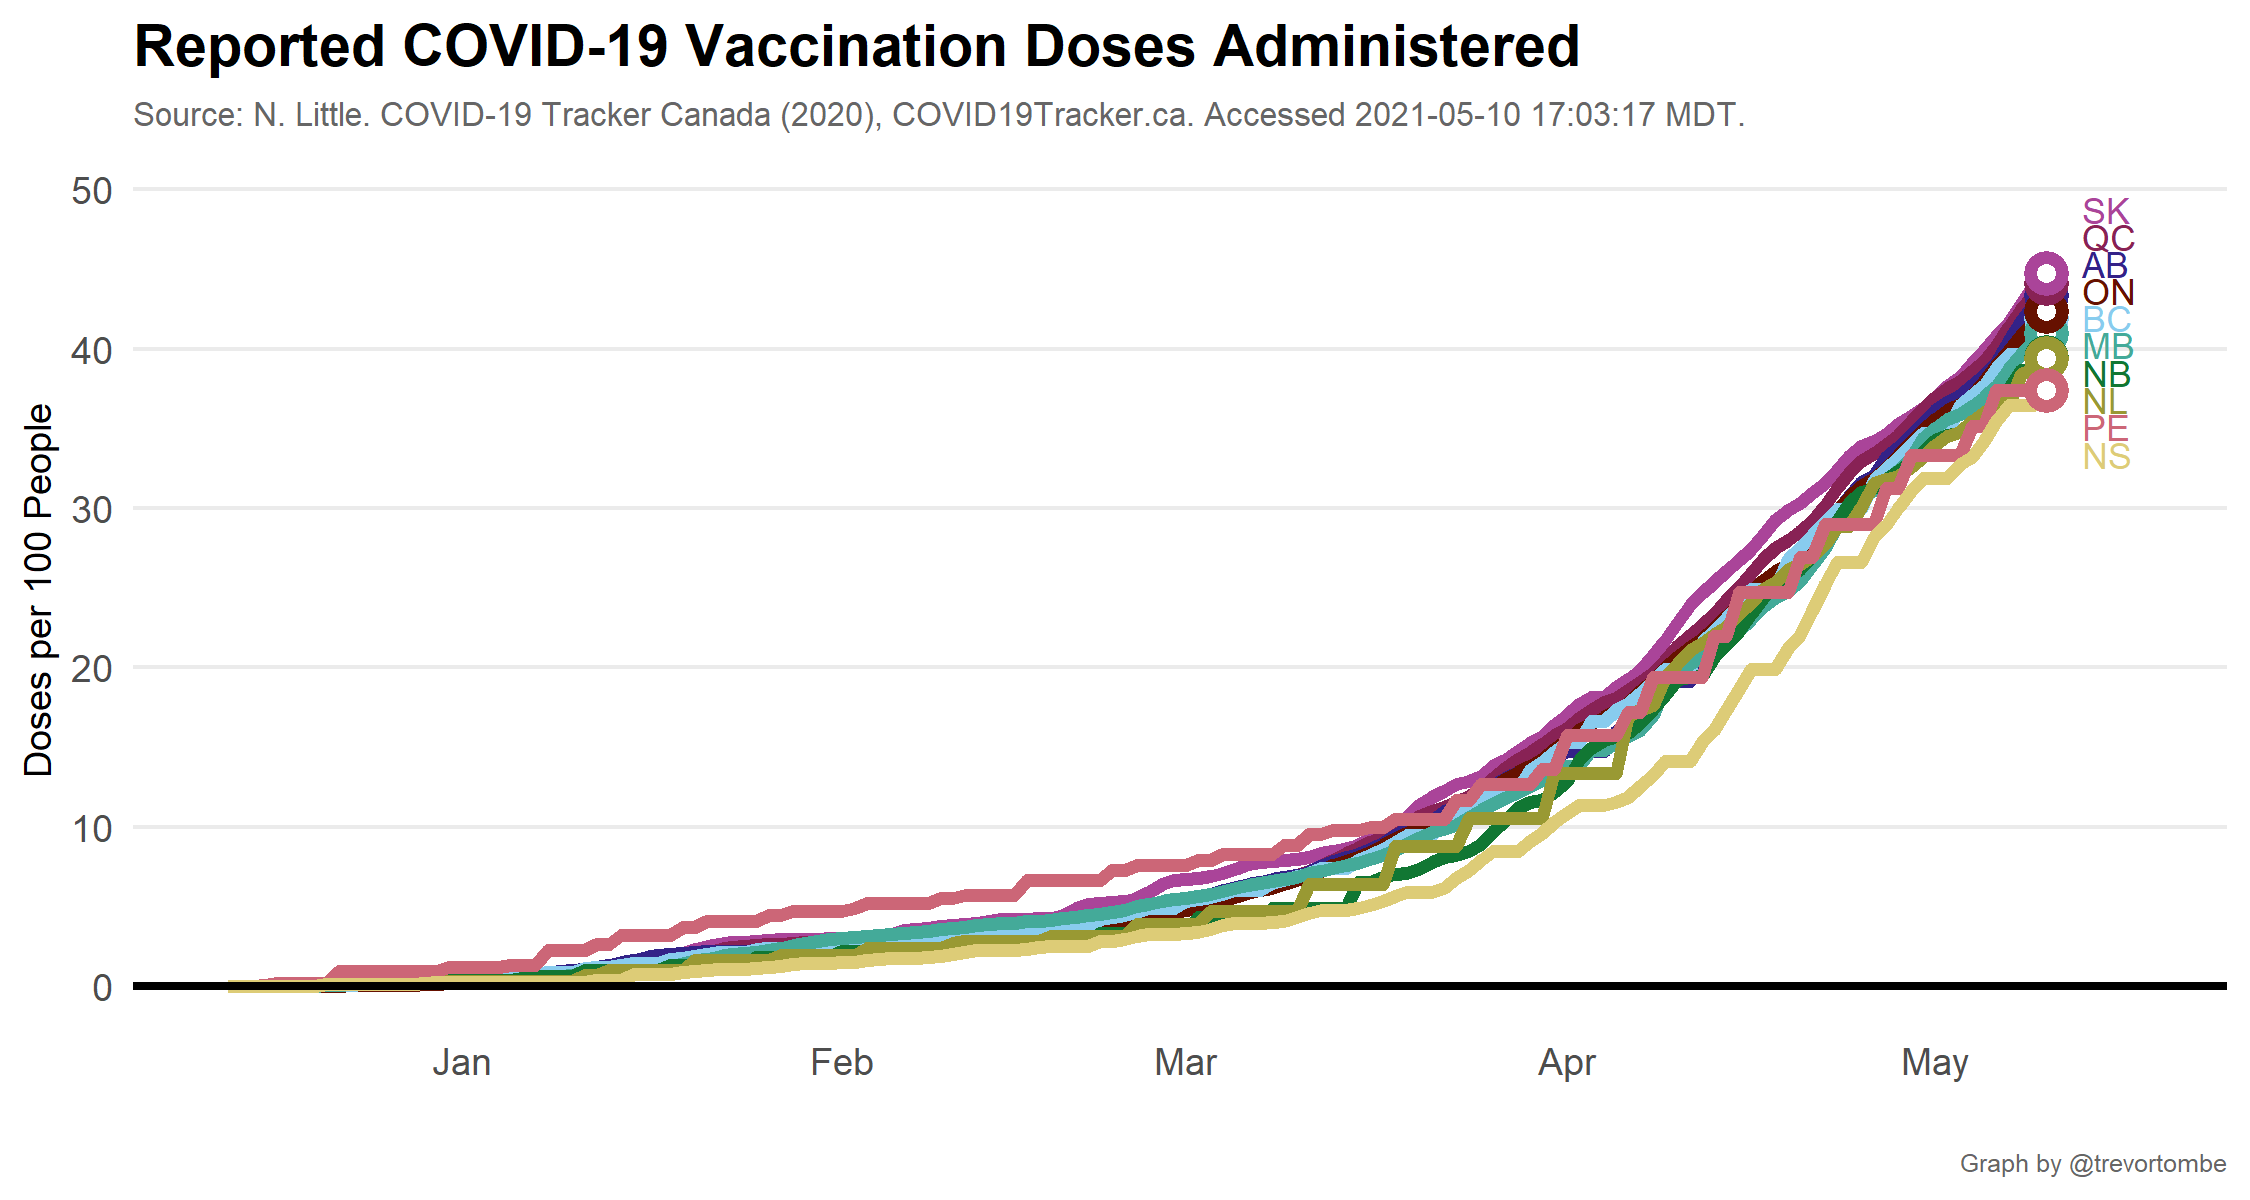 Reported COVID-19 Vaccination Doses Administered
Source: N. Little. COVID-19 Tracker Canada (2020), COVID19Tracker.ca. Accessed 2021-05-10 17:03:17 MDT.
Doses per 100 People
50
40
30
20
10
0
SK
QC
AB
ON
BC
MB
NB
NL
PE
NS
Jan Feb Mar Apr May
Graph by @trevortombe